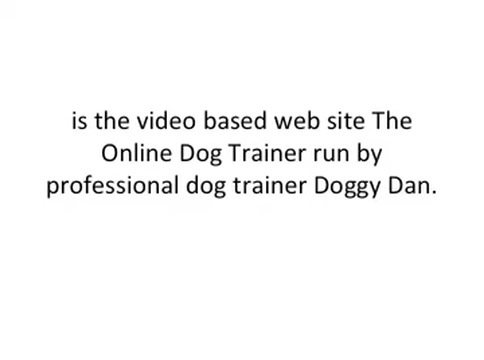 is the video based web site The
Online Dog Trainer run by
professional dog trainer Doggy Dan.